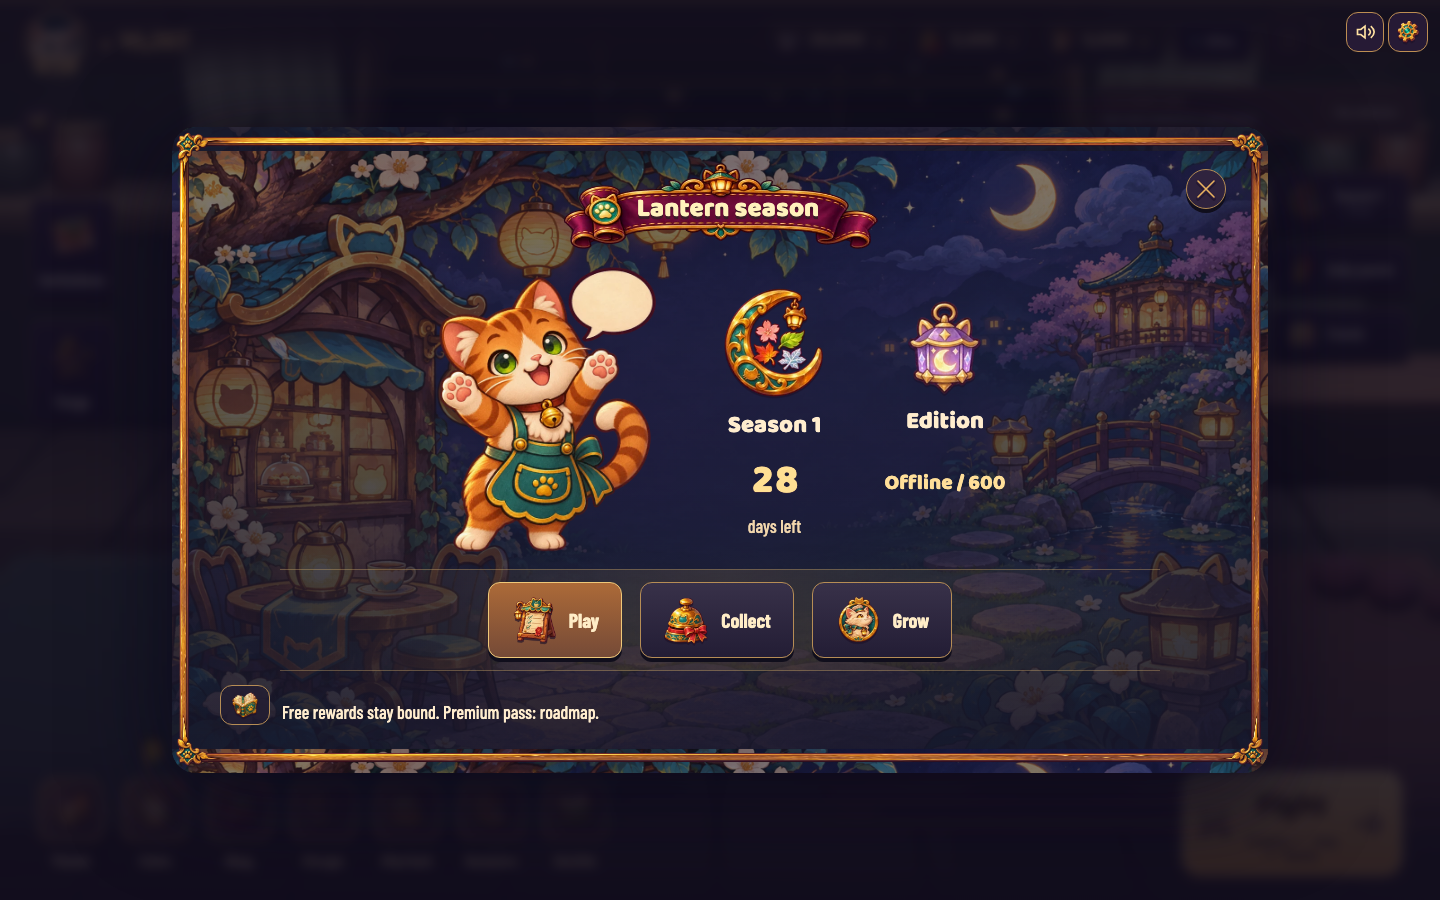 Lantern season
Season 1
28
days left
Edition
Offline / 600
Play
Collect
Grow
Free rewards stay bound. Premium pass: roadmap.